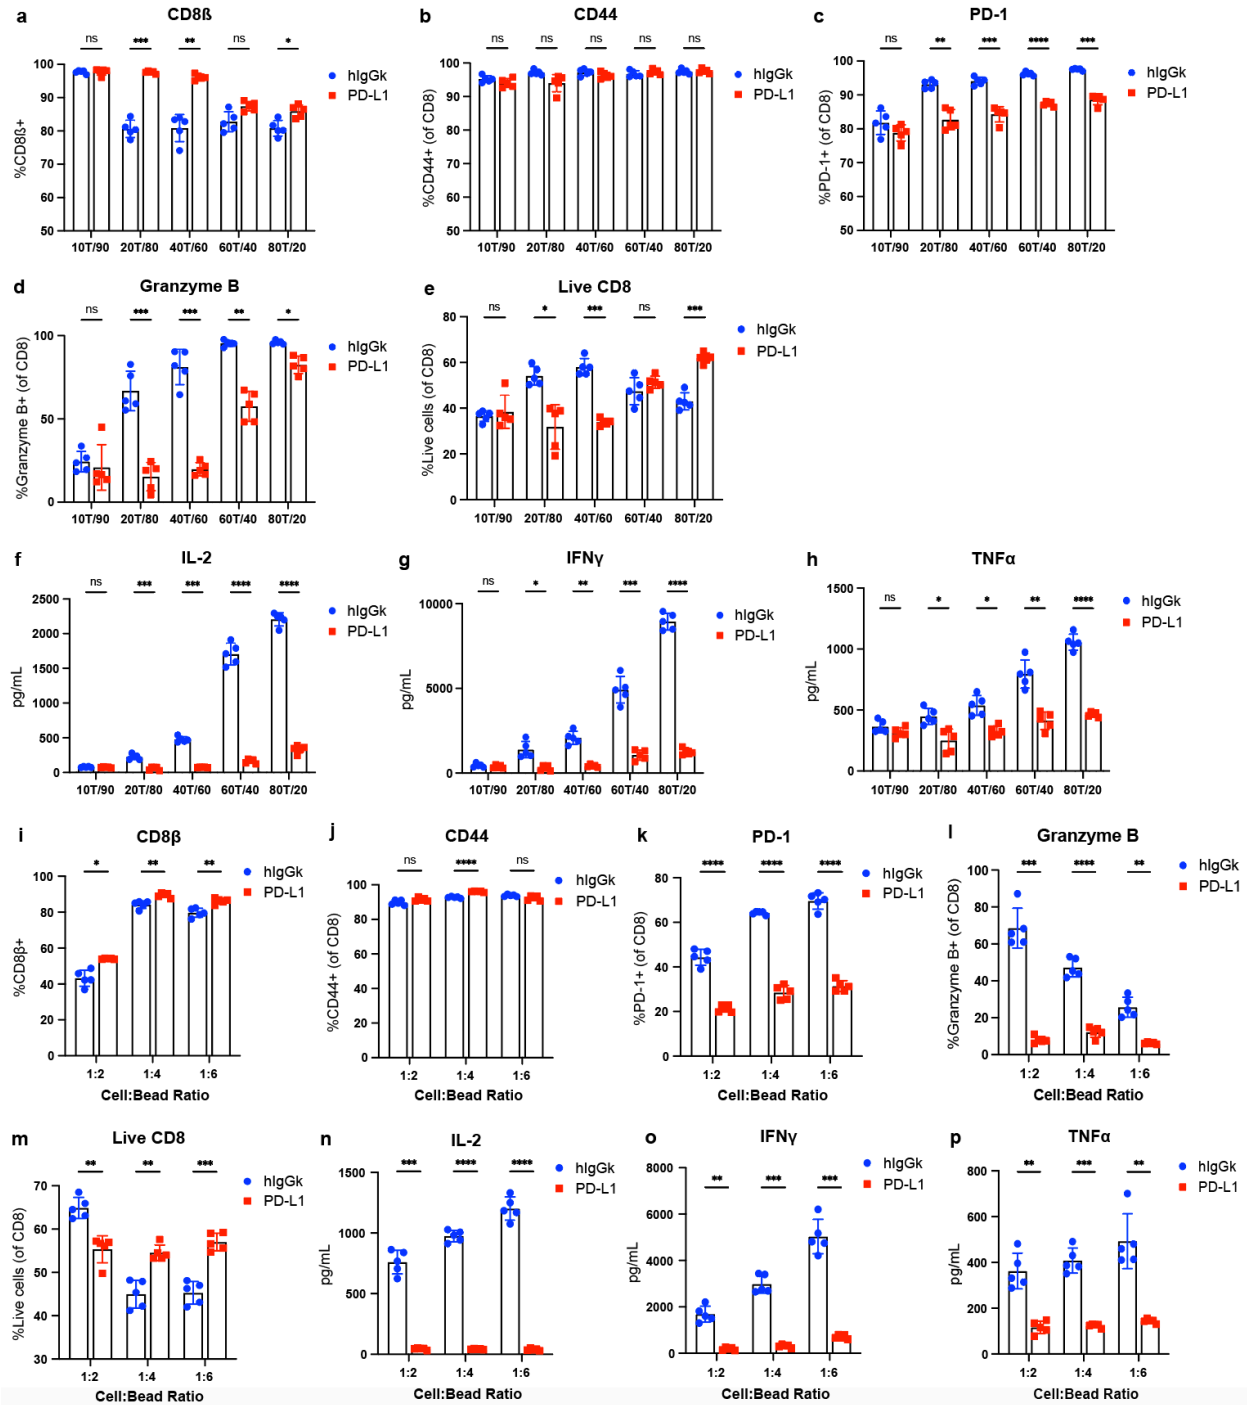 a CD8ß
ns *** ** ns *
hIgGk
PD-L1
%CD8ß+
100
90
80
70
60
50
10T/90 20T/80 40T/60 60T/40 80T/20
b CD44
ns ns ns ns ns
hIgGk
PD-L1
%CD44+ (of CD8)
100
90
80
70
60
50
10T/90 20T/80 40T/60 60T/40 80T/20
c PD-1
ns ** *** **** ***
hIgGk
PD-L1
%PD-1+ (of CD8)
100
90
80
70
60
50
10T/90 20T/80 40T/60 60T/40 80T/20
d Granzyme B
ns *** *** ** *
hIgGk
PD-L1
%Granzyme B+ (of CD8)
100
50
0
10T/90 20T/80 40T/60 60T/40 80T/20
e Live CD8
ns * *** ns ***
hIgGk
PD-L1
%Live cells (of CD8)
80
60
40
20
0
10T/90 20T/80 40T/60 60T/40 80T/20
f IL-2
ns *** *** **** ****
hIgGk
PD-L1
pg/mL
2500
2000
1500
1000
500
0
10T/90 20T/80 40T/60 60T/40 80T/20
g IFNγ
ns * ** *** ****
hIgGk
PD-L1
pg/mL
10000
5000
0
10T/90 20T/80 40T/60 60T/40 80T/20
h TNFα
ns * * ** ****
hIgGk
PD-L1
pg/mL
1500
1000
500
0
10T/90 20T/80 40T/60 60T/40 80T/20
i CD8β
* ** **
hIgGk
PD-L1
%CD8β+
100
80
60
40
20
0
1:2 1:4 1:6
Cell:Bead Ratio
j CD44
ns **** ns
hIgGk
PD-L1
%CD44+ (of CD8)
100
80
60
40
20
0
1:2 1:4 1:6
Cell:Bead Ratio
k PD-1
**** **** ****
hIgGk
PD-L1
%PD-1+ (of CD8)
80
60
40
20
0
1:2 1:4 1:6
Cell:Bead Ratio
l Granzyme B
*** **** **
hIgGk
PD-L1
%Granzyme B+ (of CD8)
100
80
60
40
20
0
1:2 1:4 1:6
Cell:Bead Ratio
m Live CD8
** ** ***
hIgGk
PD-L1
%Live cells (of CD8)
70
60
50
40
30
1:2 1:4 1:6
Cell:Bead Ratio
n IL-2
*** **** ****
hIgGk
PD-L1
pg/mL
1500
1000
500
0
1:2 1:4 1:6
Cell:Bead Ratio
o IFNγ
** *** ***
hIgGk
PD-L1
pg/mL
8000
6000
4000
2000
0
1:2 1:4 1:6
Cell:Bead Ratio
p TNFα
** *** **
hIgGk
PD-L1
pg/mL
800
600
400
200
0
1:2 1:4 1:6
Cell:Bead Ratio